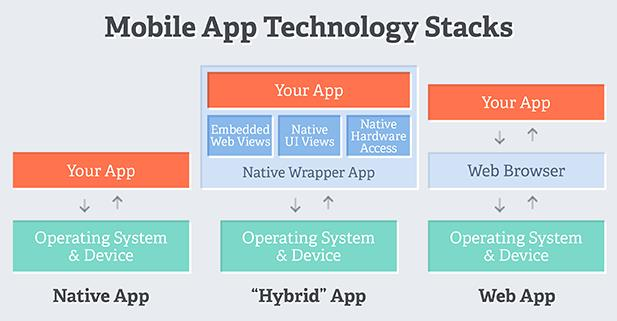 Mobile App Technology Stacks
Your App
Operating System
& Device
Native App
Your App
Embedded
Web Views
Native
UI Views
Native
Hardware
Access
Native Wrapper App
Operating System
& Device
“Hybrid” App
Your App
Web Browser
Operating System
& Device
Web App